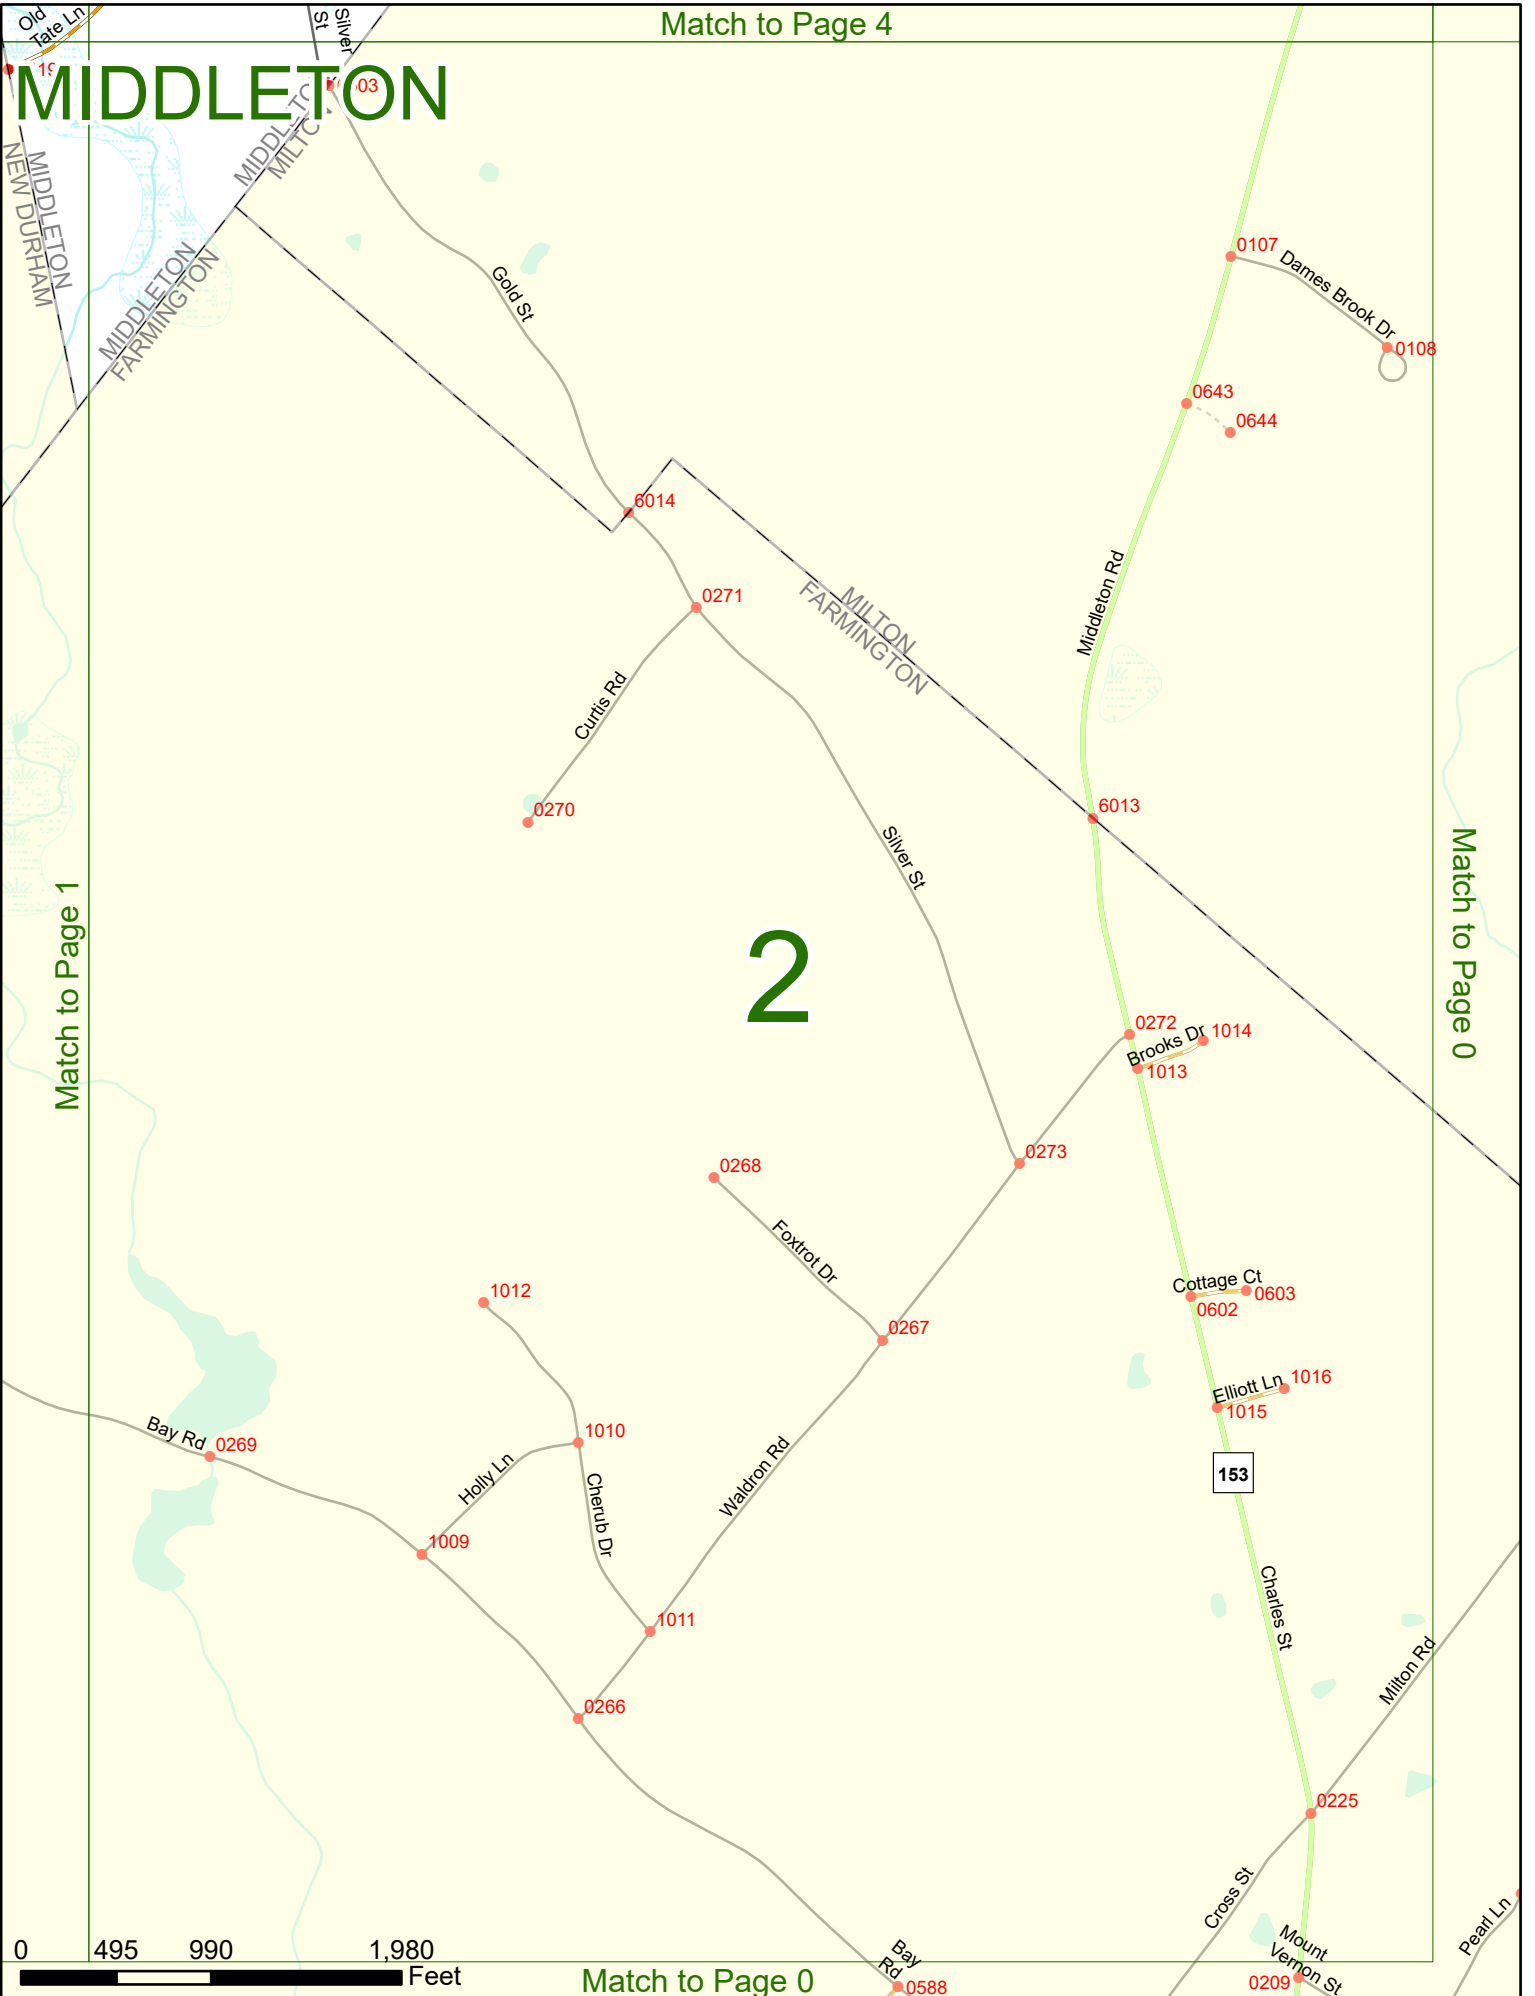 Match to Page 4
Old
Tate Ln
Silver
St
MIDDLETON
MIDDLETON
NEW DURHAM
MIDDLETON
FARMINGTON
Gold St
0107
Dames Brook Dr
0108
0643
0644
6014
0271
MILTON
FARMINGTON
Middleton Rd
Curtis Rd
0270
6013
Silver St
Match to Page 1
Match to Page 0
2
0272
Brooks Dr
1014
1013
0273
0268
Foxtrot Dr
1012
Cottage Ct
0603
0602
0267
Elliott Ln
1016
1015
Bay Rd
0269
1010
Holly Ln
Cherub Dr
Waldron Rd
153
1009
Charles St
1011
Milton Rd
0266
0225
Cross St
Pearl Ln
Mount
Vernon St
0209
Bay
Rd
0588
0 495 990 1,980
Feet
Match to Page 0